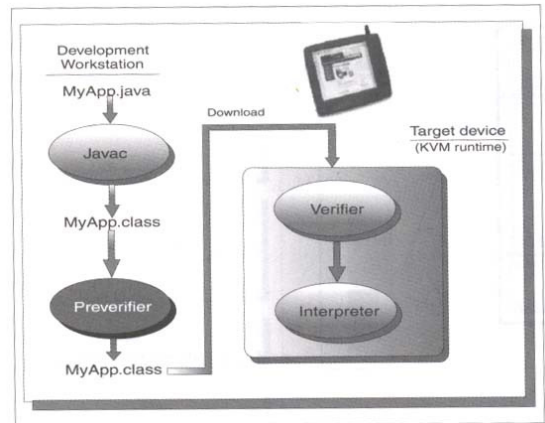 Development
Workstation
MyApp.java
Javac
MyApp.class
Preverifier
MyApp.class
Download
Target device
(KVM runtime)
Verifier
Interpreter